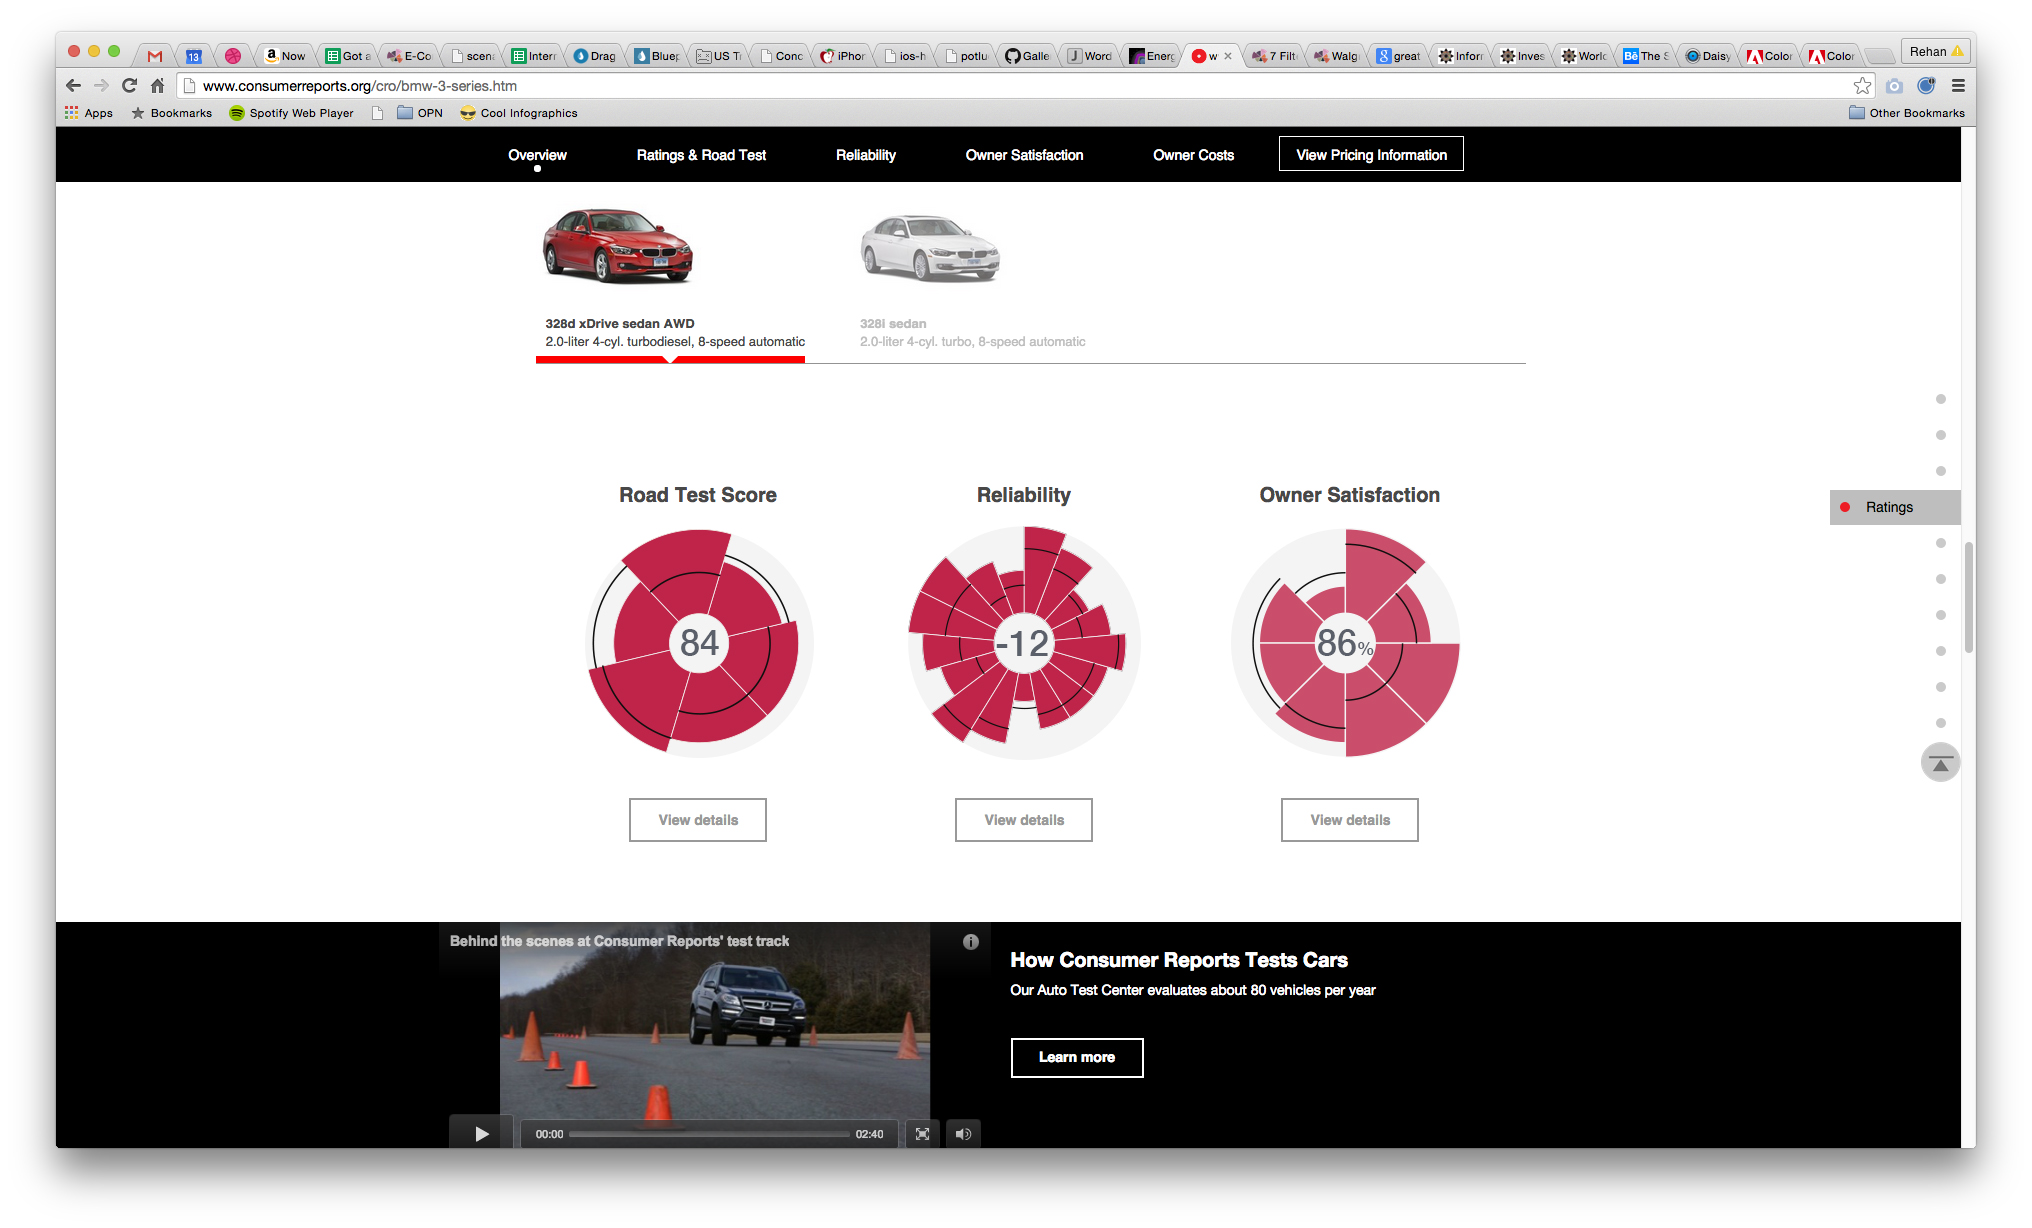 13
Now
Got a
E-Co
scena
Intern
Drag
Bluep
US Tr
Conc
iPhon
ios-h
potlu
Galle
J Word
Energ
w
7 Filt
Walg
great
Inforr
Inves
World
Bē The S
Daisy
Color
Color
Rehan
www.consumerreports.org/cro/bmw-3-series.htm
Apps
Bookmarks
Spotify Web Player
OPN
Cool Infographics
Other Bookmarks
Overview
Ratings & Road Test
Reliability
Owner Satisfaction
Owner Costs
View Pricing Information
328d xDrive sedan AWD
2.0-liter 4-cyl. turbodiesel, 8-speed automatic
328i sedan
2.0-liter 4-cyl. turbo, 8-speed automatic
Ratings
Road Test Score
Reliability
Owner Satisfaction
84
-12
86%
View details
View details
View details
Behind the scenes at Consumer Reports' test track
How Consumer Reports Tests Cars
Our Auto Test Center evaluates about 80 vehicles per year
Learn more
00:00
02:40